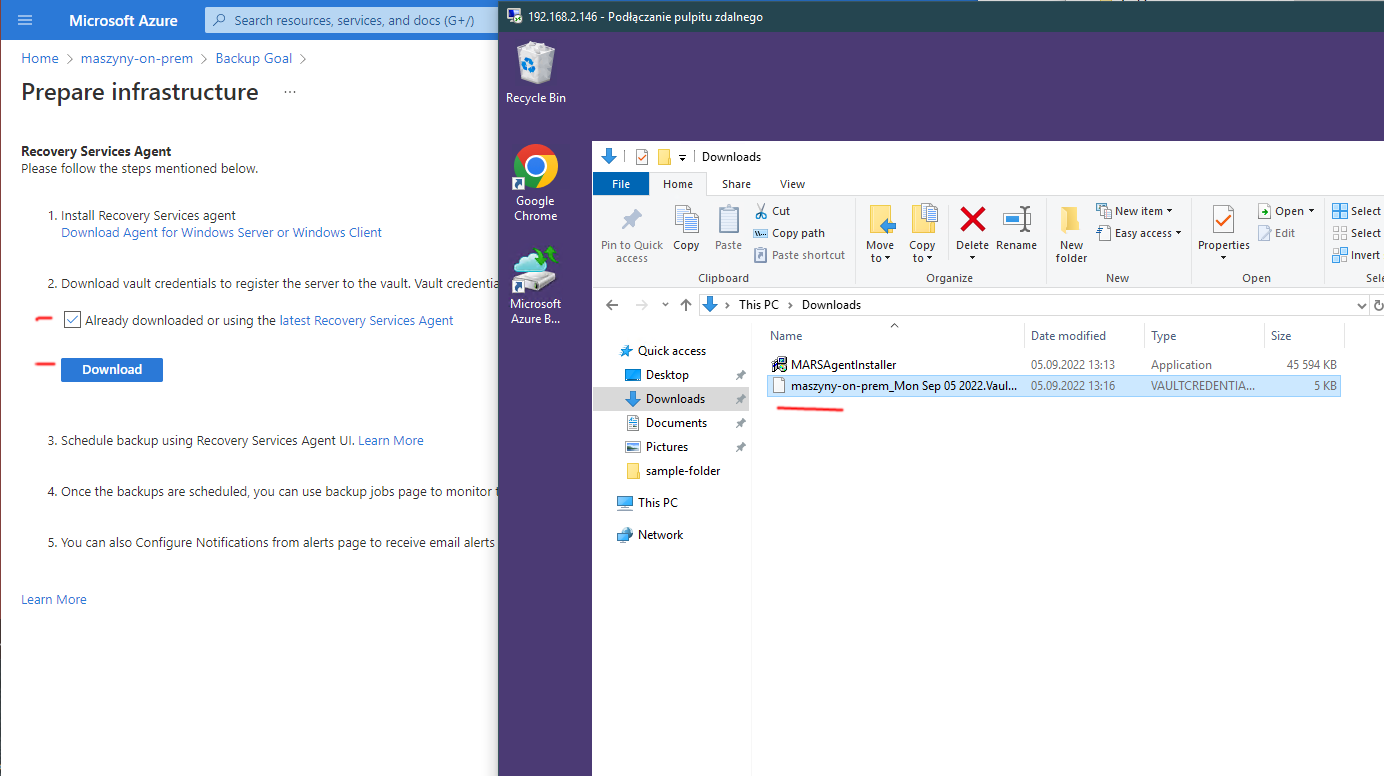 Microsoft Azure
Search resources, services, and docs (G+/)
Home > maszyny-on-prem > Backup Goal >
Prepare infrastructure ...
Recovery Services Agent
Please follow the steps mentioned below.
1. Install Recovery Services agent
Download Agent for Windows Server or Windows Client
2. Download vault credentials to register the server to the vault. Vault credentia
Already downloaded or using the latest Recovery Services Agent
Download
3. Schedule backup using Recovery Services Agent UI. Learn More
4. Once the backups are scheduled, you can use backup jobs page to monitor t
5. You can also Configure Notifications from alerts page to receive email alerts
Learn More
192.168.2.146 - Podłączanie pulpitu zdalnego
Recycle Bin
Google
Chrome
Microsoft
Azure B...
Downloads
File Home Share View
Pin to Quick
access
Copy
Paste
Cut
Copy path
Paste shortcut
Clipboard
Move
to
Copy
to
Delete
Rename
Organize
New
folder
New item
Easy access
New
Properties
Open
Edit
Open
Select
Select
Invert
Sele
This PC > Downloads
Quick access
Desktop
Downloads
Documents
Pictures
sample-folder
This PC
Network
Name Date modified Type Size
MARSAgentInstaller 05.09.2022 13:13 Application 45 594 KB
maszyny-on-prem_Mon Sep 05 2022.Vaul... 05.09.2022 13:16 VAULTCREDENTIA... 5 KB